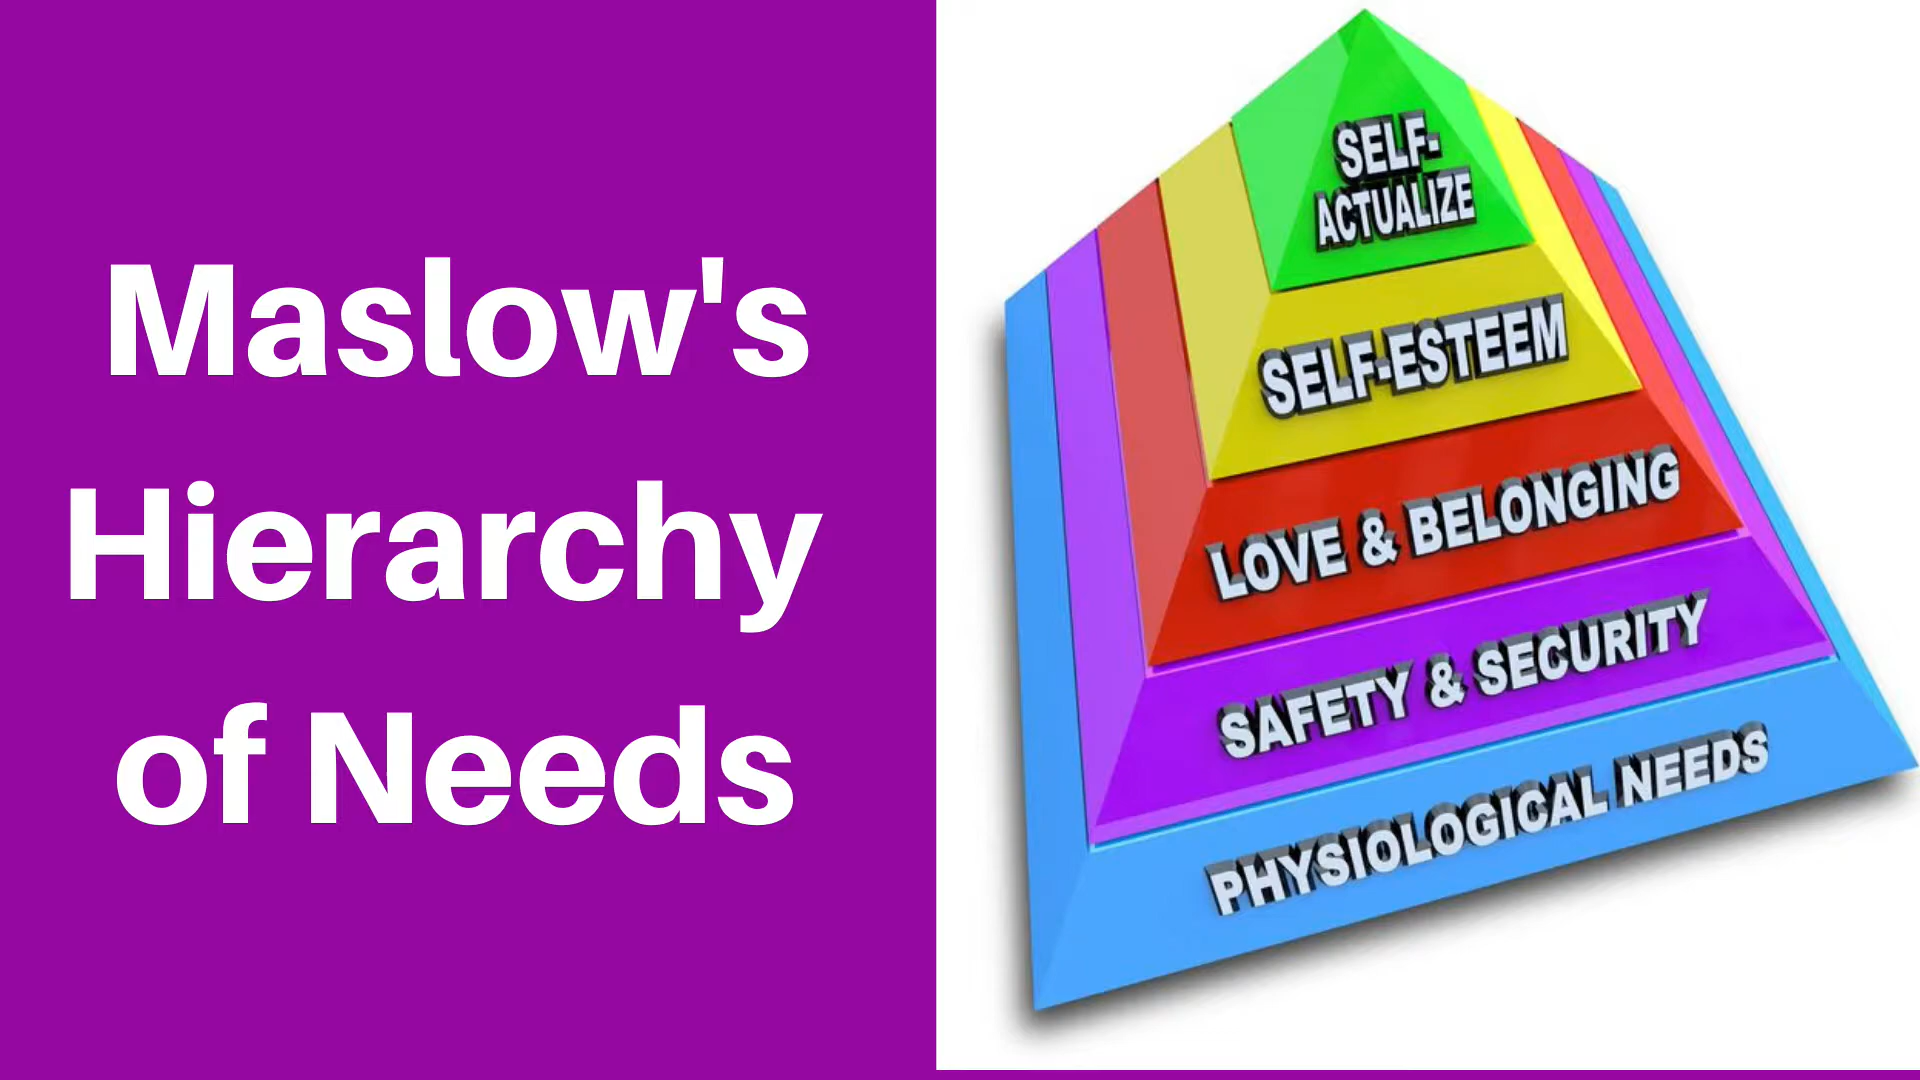 Maslow's
Hierarchy
of Needs
SELF-
ACTUALIZE
SELF-ESTEEM
LOVE & BELONGING
SAFETY & SECURITY
PHYSIOLOGICAL NEEDS